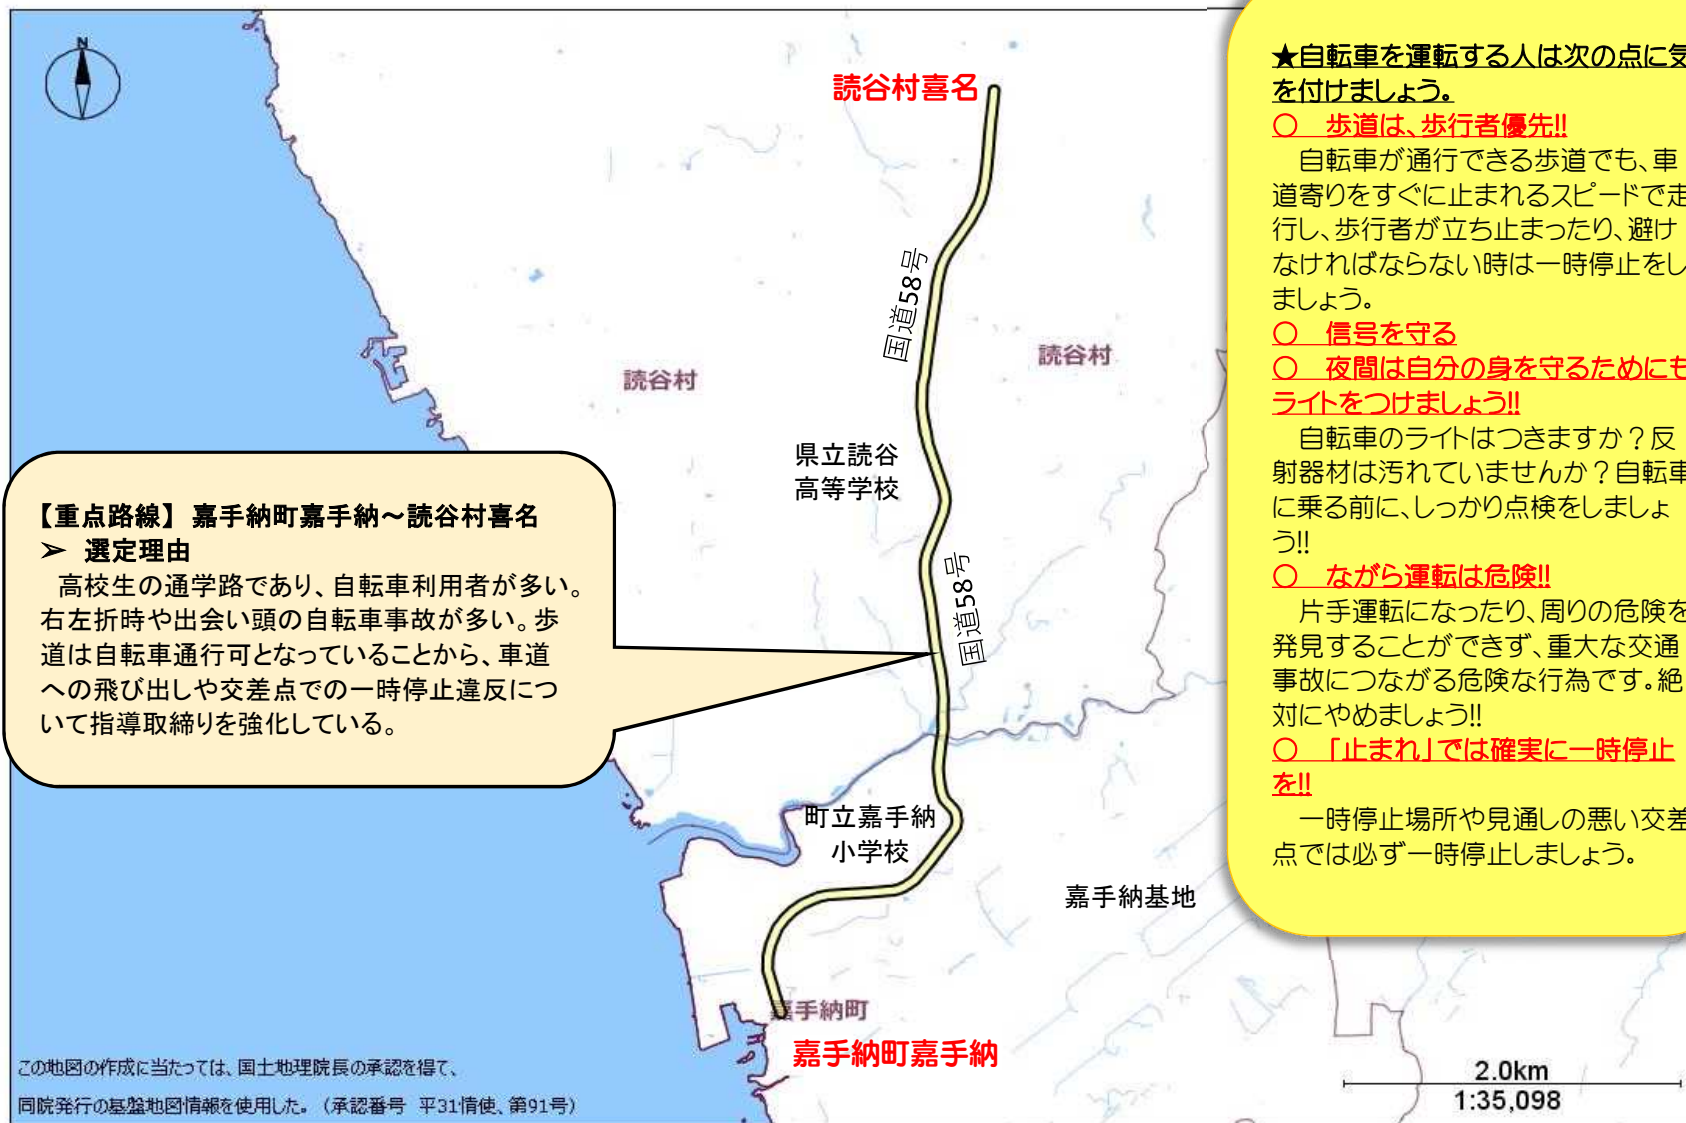 N
読谷村喜名
国道58号
読谷村
読谷村
県立読谷
高等学校
【重点路線】嘉手納町嘉手納～読谷村喜名
➢ 選定理由
高校生の通学路であり、自転車利用者が多い。
右左折時や出会い頭の自転車事故が多い。歩
道は自転車通行可となっていることから、車道
への飛び出しや交差点での一時停止違反につ
いて指導取締りを強化している。
国道58号
町立嘉手納
小学校
嘉手納基地
嘉手納町
嘉手納町嘉手納
この地図の作成に当たっては、国土地理院長の承認を得て、
同院発行の基盤地図情報を使用した。（承認番号 平31情使、第91号）
2.0km
1:35,098
★自転車を運転する人は次の点に気
を付けましょう。
○ 歩道は、歩行者優先!!
自転車が通行できる歩道でも、車
道寄りをすぐに止まれるスピードで走
行し、歩行者が立ち止まったり、避け
なければならない時は一時停止をし
ましょう。
○ 信号を守る
○ 夜間は自分の身を守るためにも
ライトをつけましょう!!
自転車のライトはつきますか？反
射器材は汚れていませんか？自転車
に乗る前に、しっかり点検をしましょ
う!!
○ ながら運転は危険!!
片手運転になったり、周りの危険を
発見することができず、重大な交通
事故につながる危険な行為です。絶
対にやめましょう!!
○ 「止まれ」では確実に一時停止
を!!
一時停止場所や見通しの悪い交差
点では必ず一時停止しましょう。